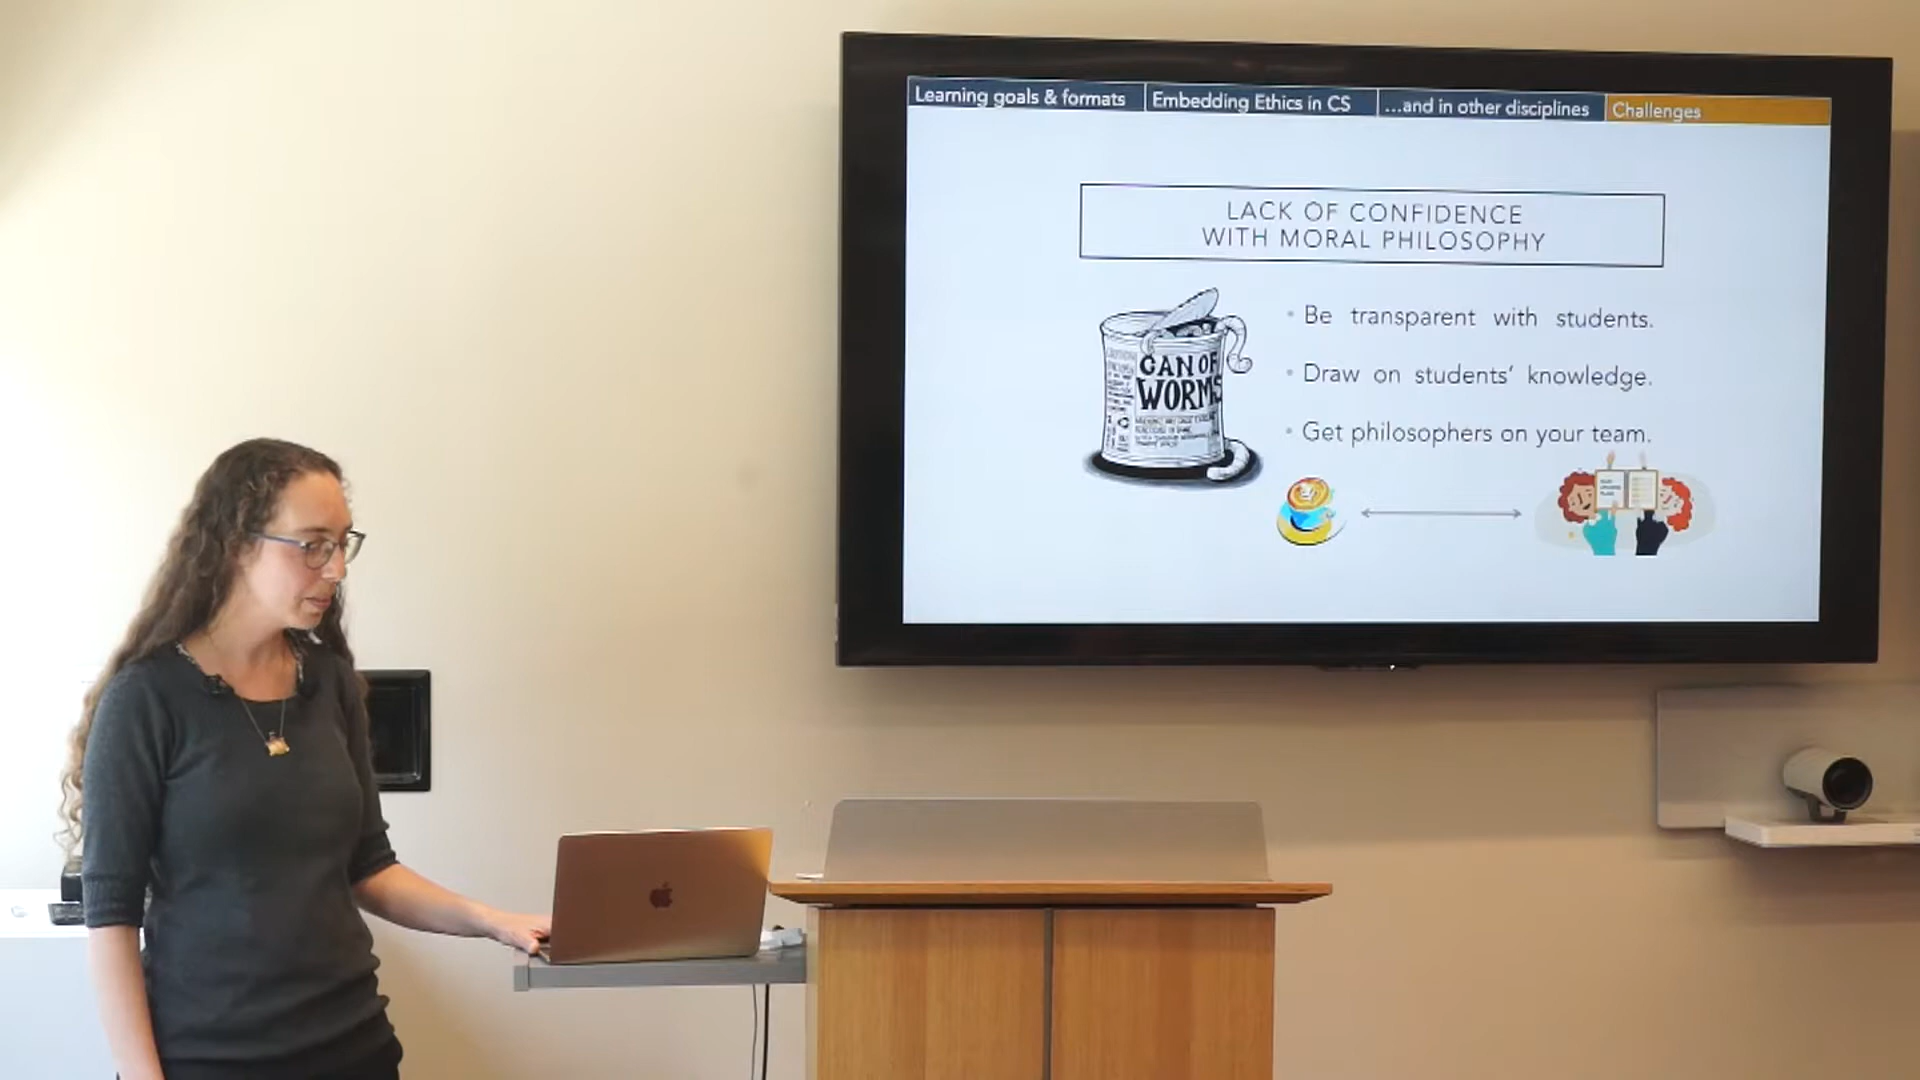 Learning goals & formats
Embedding Ethics in CS
...and in other disciplines
Challenges
LACK OF CONFIDENCE
WITH MORAL PHILOSOPHY
• Be transparent with students.
• Draw on students' knowledge.
• Get philosophers on your team.
CAN OF
WORMS